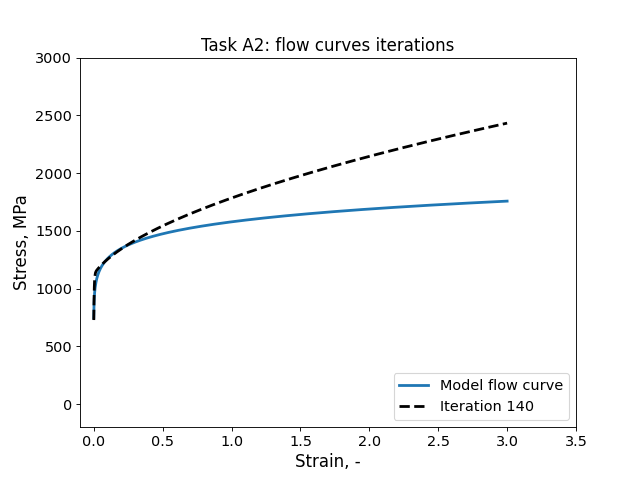 Task A2: flow curves iterations
3000
2500
2000
1500
1000
500
0
Stress, MPa
0.0 0.5 1.0 1.5 2.0 2.5 3.0 3.5
Strain, -
Model flow curve
Iteration 140